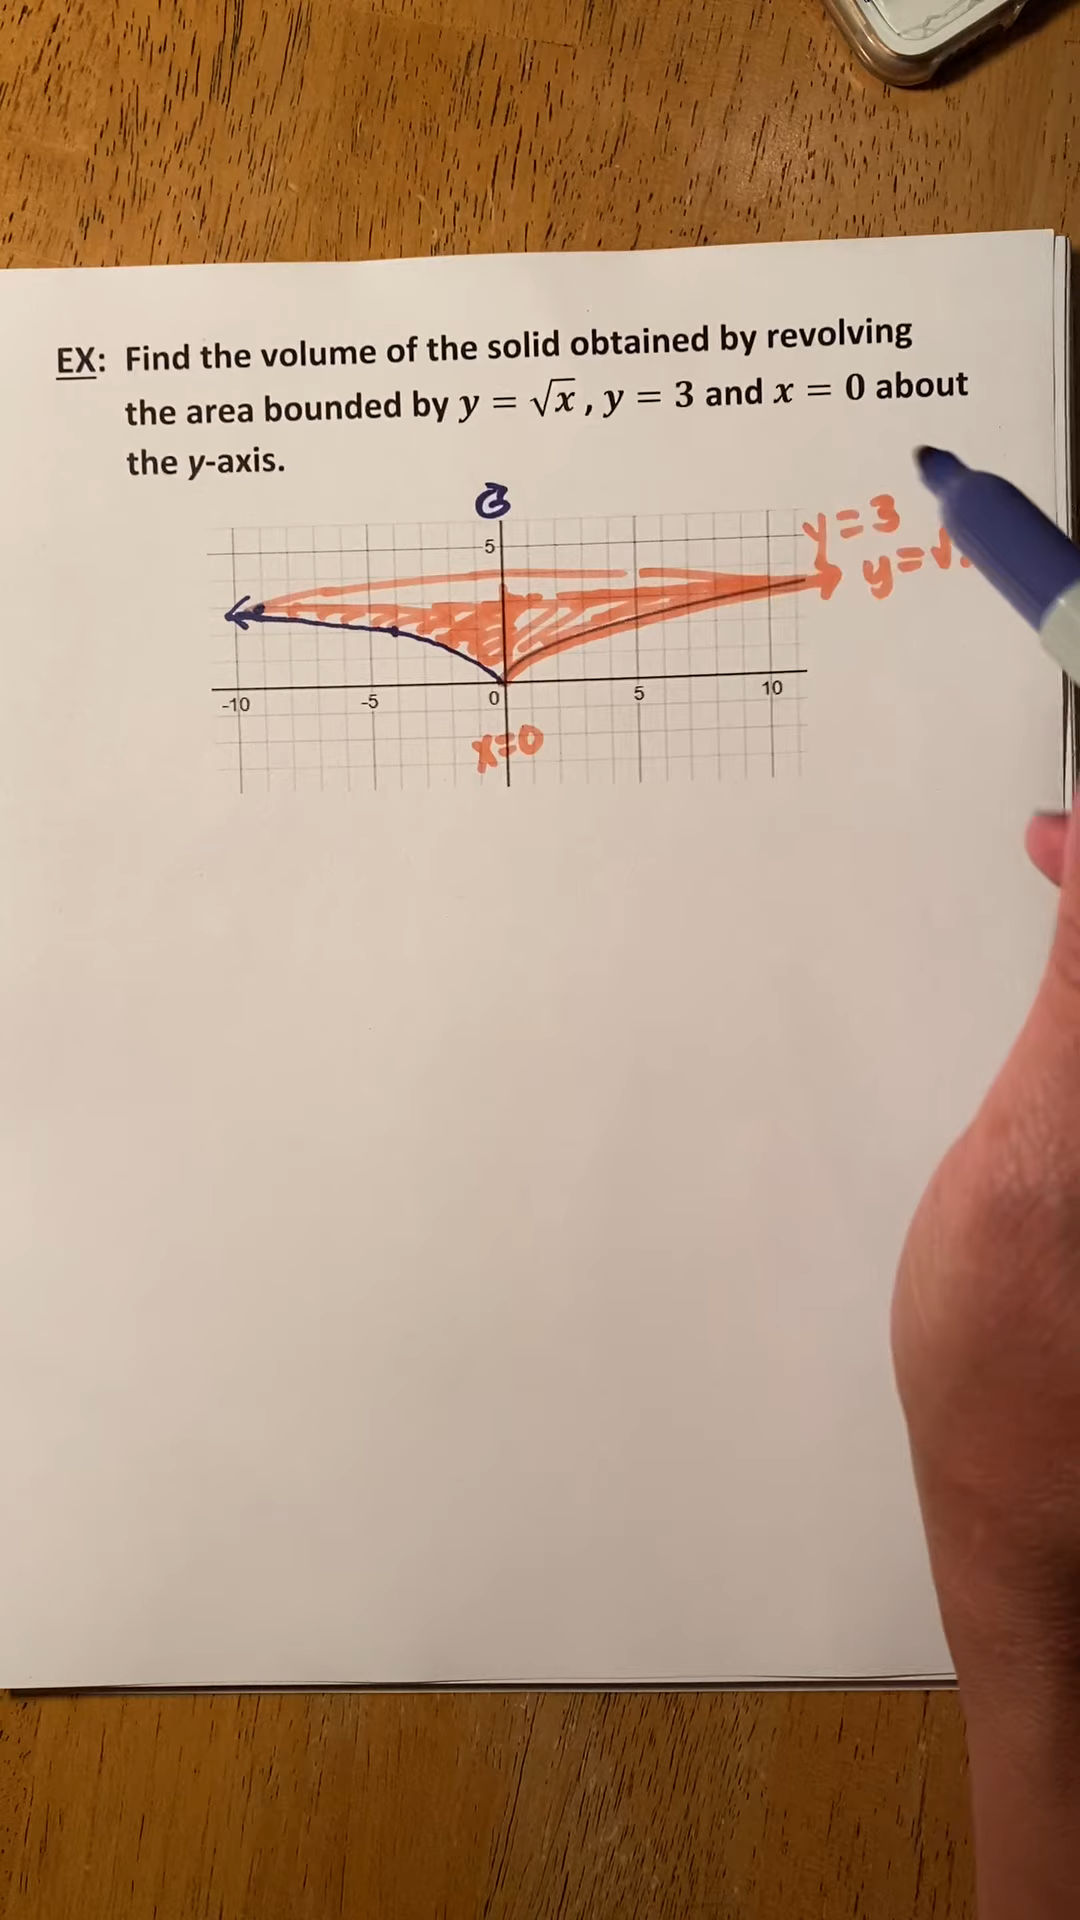 EX: Find the volume of the solid obtained by revolving
the area bounded by y = √x , y = 3 and x = 0 about
the y-axis.
y=3
5
y=√
-10 -5 0 5 10
x=0